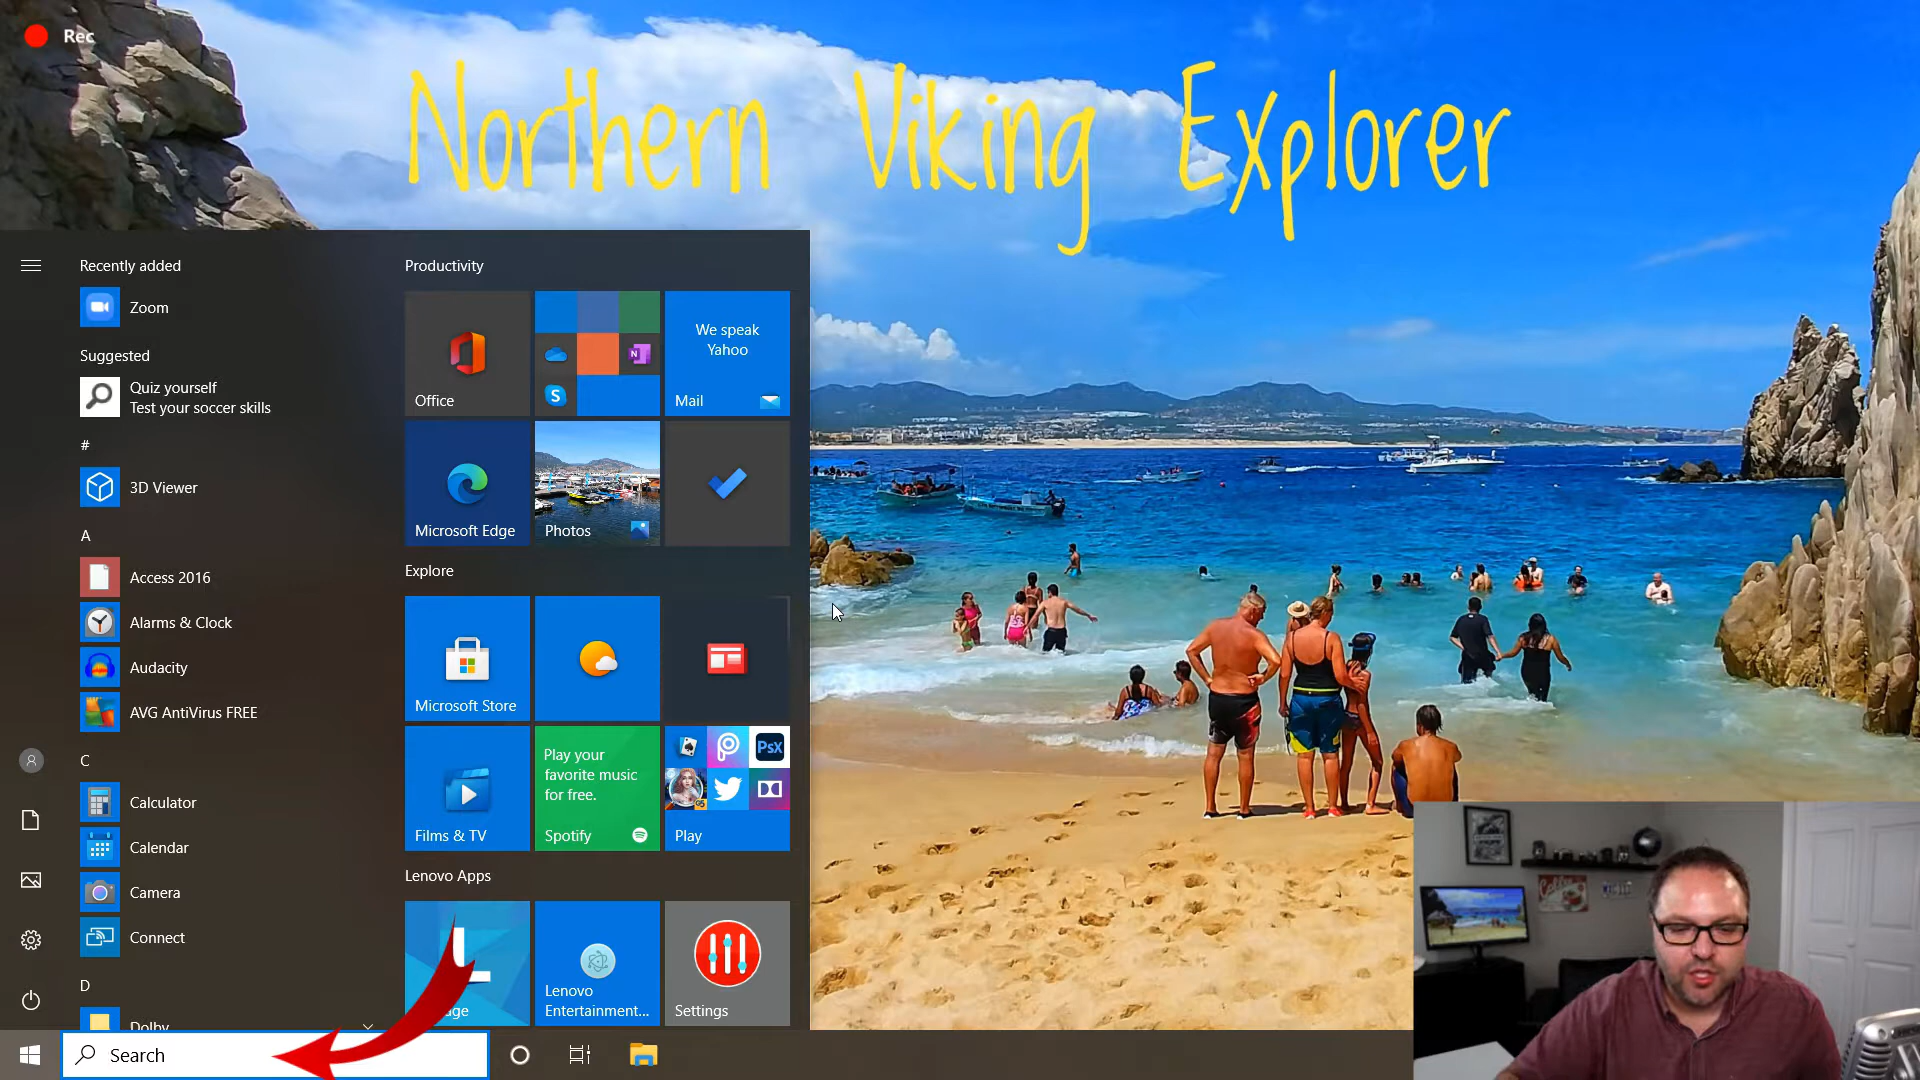 Rec
Northern Viking Explorer
Recently added
Zoom
Suggested
Quiz yourself
Test your soccer skills
#
3D Viewer
A
Access 2016
Alarms & Clock
Audacity
AVG AntiVirus FREE
C
Calculator
Calendar
Camera
Connect
D
Dolby
Productivity
Office
S
N
We speak
Yahoo
Mail
Microsoft Edge
Photos
Explore
Microsoft Store
Films & TV
Play your
favorite music
for free.
Spotify
PsX
Play
Lenovo Apps
Lenovo
Entertainment...
Settings
Search